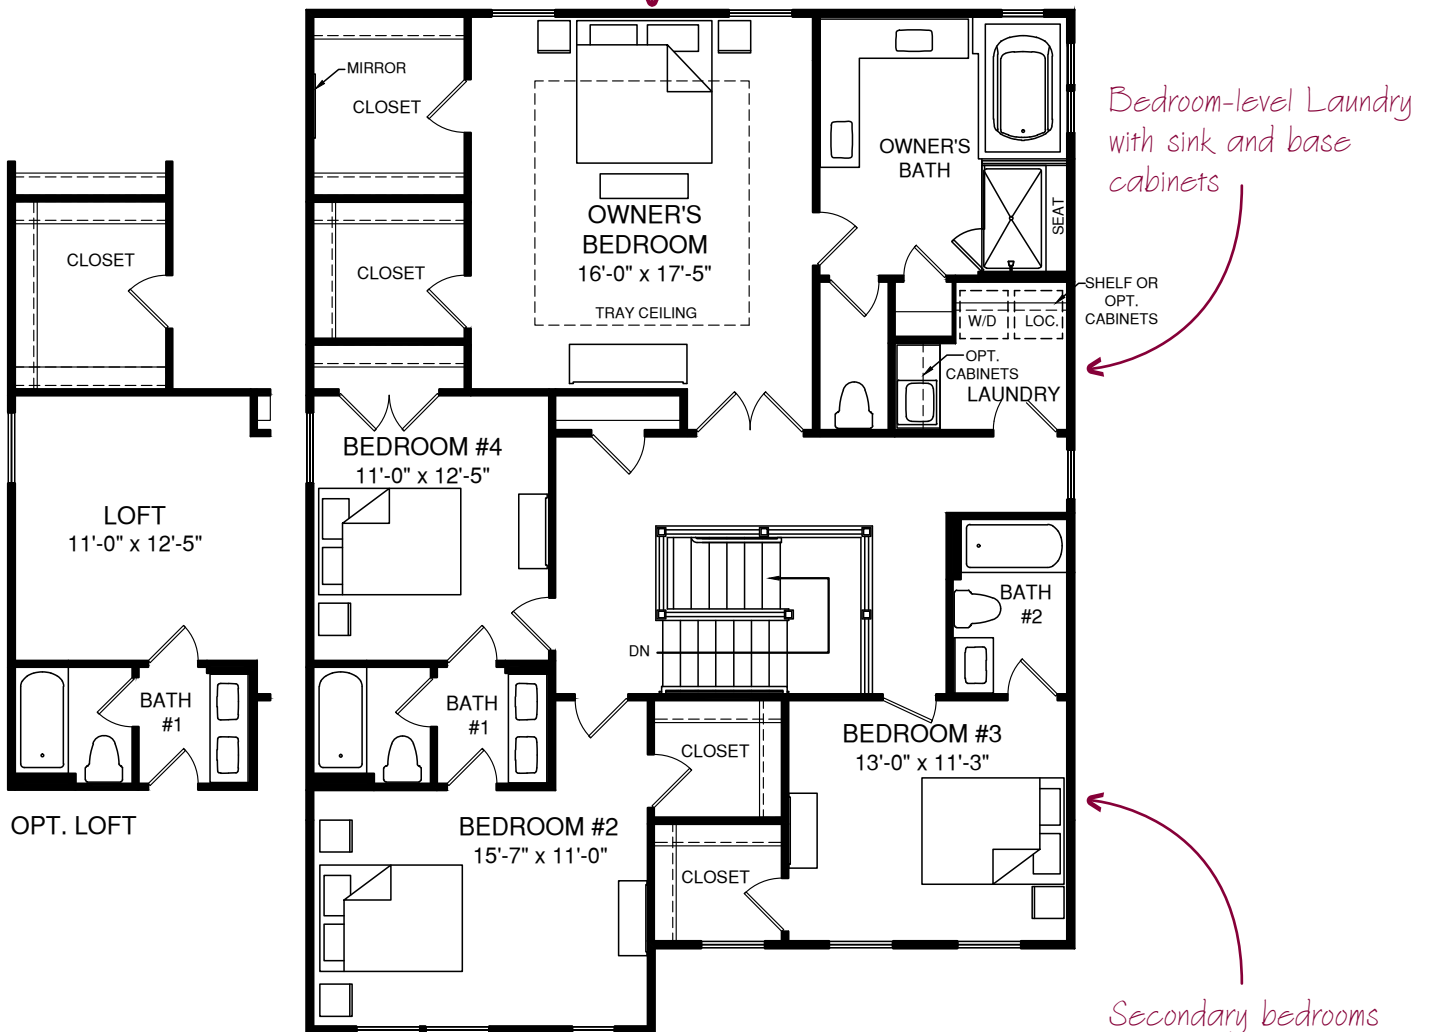 MIRROR
CLOSET
OWNER'S
BATH
Bedroom-level Laundry
with sink and base
cabinets
SEAT
OWNER'S
BEDROOM
16'-0" x 17'-5"
TRAY CEILING
CLOSET
CLOSET
SHELF OR
OPT.
CABINETS
W/D
LOC.
OPT.
CABINETS
LAUNDRY
BEDROOM #4
11'-0" x 12'-5"
LOFT
11'-0" x 12'-5"
BATH
#2
DN
BATH
#1
BATH
#1
CLOSET
BEDROOM #3
13'-0" x 11'-3"
OPT. LOFT
BEDROOM #2
15'-7" x 11'-0"
CLOSET
Secondary bedrooms